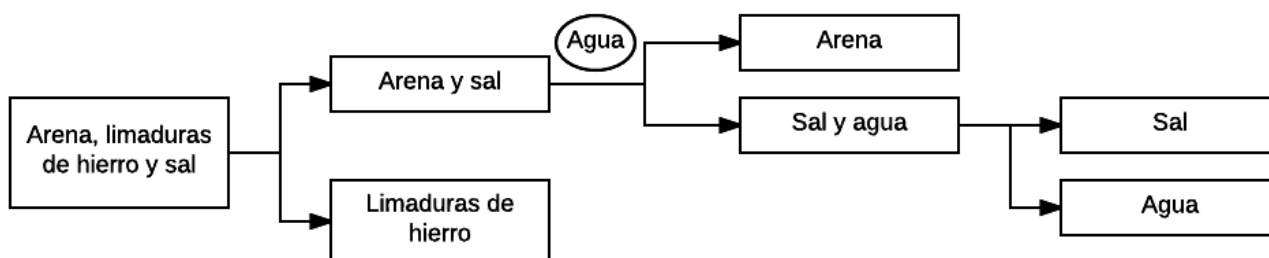 Arena, limaduras
de hierro y sal
Arena y sal
Limaduras de
hierro
Agua
Arena
Sal y agua
Sal
Agua